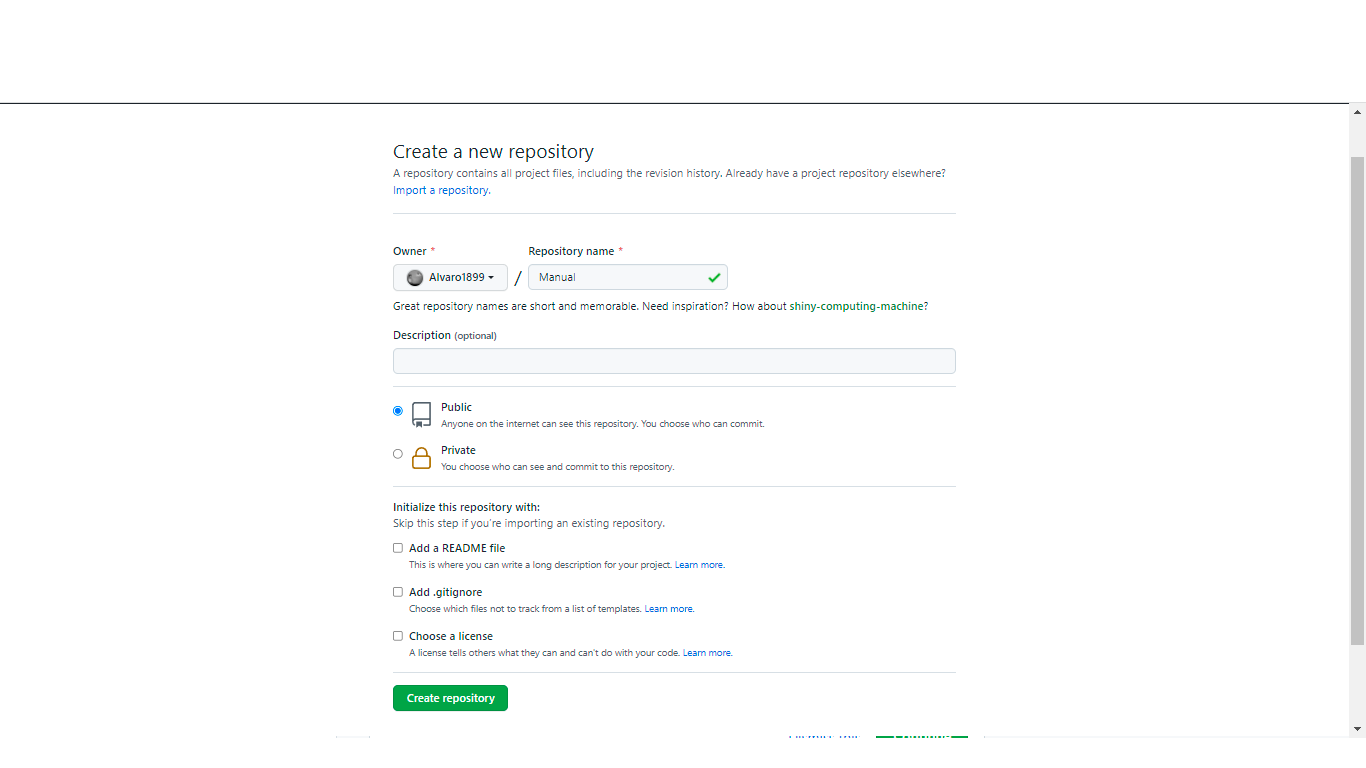 Create a new repository
A repository contains all project files, including the revision history. Already have a project repository elsewhere?
Import a repository.
Owner *
Repository name *
Alvaro1899
/
Manual
Great repository names are short and memorable. Need inspiration? How about shiny-computing-machine?
Description (optional)
Public
Anyone on the internet can see this repository. You choose who can commit.
Private
You choose who can see and commit to this repository.
Initialize this repository with:
Skip this step if you're importing an existing repository.
Add a README file
This is where you can write a long description for your project. Learn more.
Add .gitignore
Choose which files not to track from a list of templates. Learn more.
Choose a license
A license tells others what they can and can't do with your code. Learn more.
Create repository